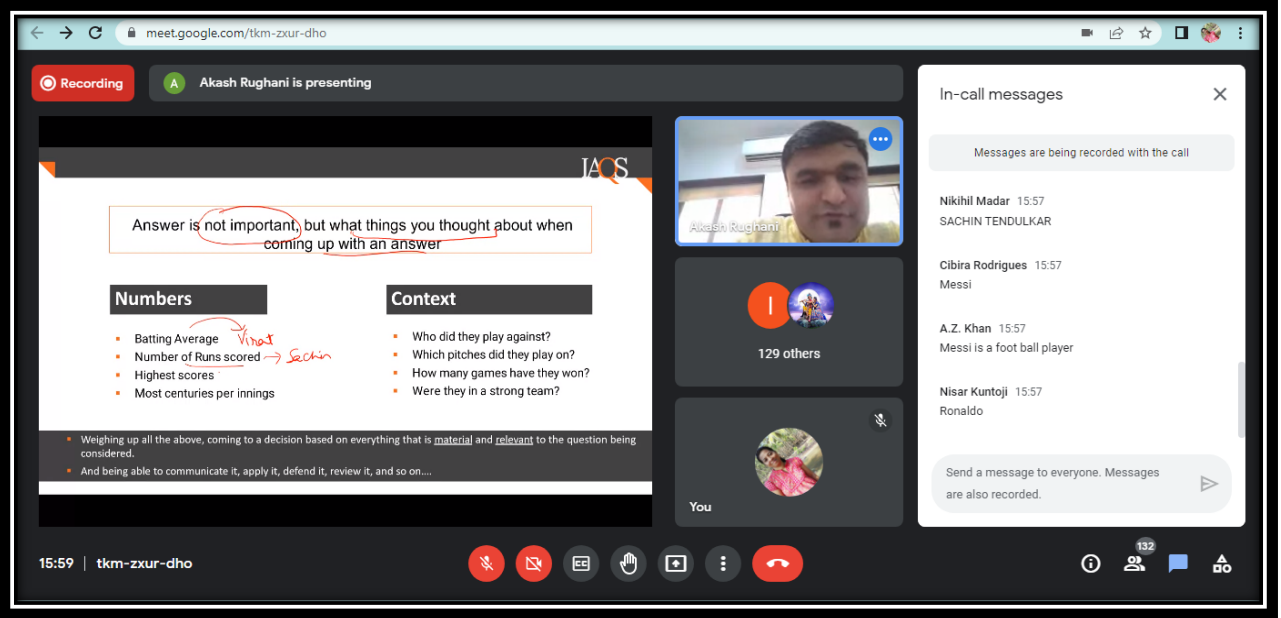 meet.google.com/tkm-zxur-dho
Recording
A
Akash Rughani is presenting
JAQS
Answer is not important, but what things you thought about when
coming up with an answer
Numbers
Batting Average
Virat
Number of Runs scored → Sachin
Highest scores
Most centuries per innings
Context
Who did they play against?
Which pitches did they play on?
How many games have they won?
Were they in a strong team?
Weighing up all the above, coming to a decision based on everything that is material and relevant to the question being
considered.
And being able to communicate it, apply it, defend it, review it, and so on....
Akash Rughani
I
129 others
You
In-call messages
Messages are being recorded with the call
Nikihil Madar 15:57
SACHIN TENDULKAR
Cibira Rodrigues 15:57
Messi
A.Z. Khan 15:57
Messi is a foot ball player
Nisar Kuntoji 15:57
Ronaldo
Send a message to everyone. Messages
are also recorded.
15:59 | tkm-zxur-dho
132